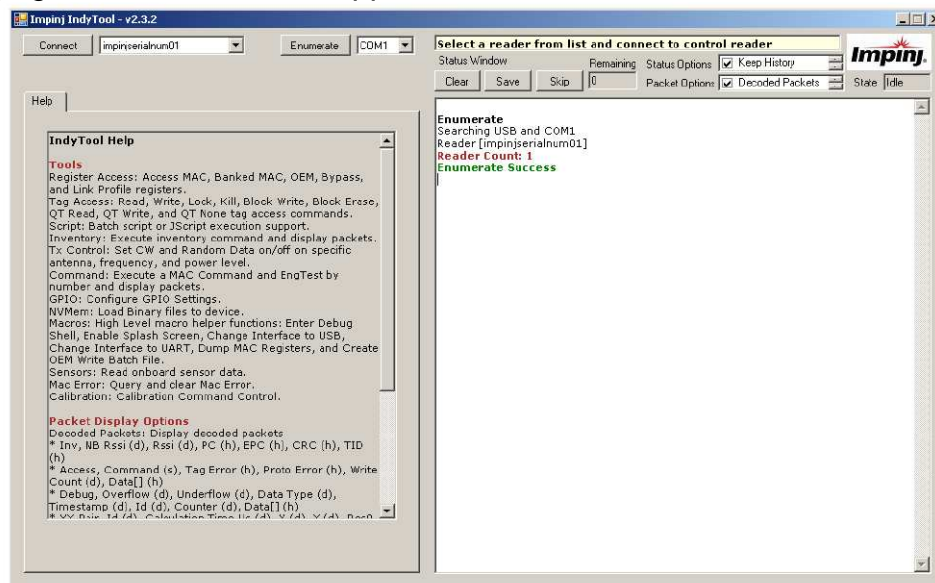 Impinj IndyTool - v2.3.2
Connect impinjserialnum01 Enumerate COM1
Help
IndyTool Help
Tools
Register Access: Access MAC, Banked MAC, OEM, Bypass,
and Link Profile registers.
Tag Access: Read, Write, Lock, Kill, Block Write, Block Erase,
QT Read, QT Write, and QT None tag access commands.
Script: Batch script or JScript execution support.
Inventory: Execute inventory command and display packets.
Tx Control: Set CW and Random Data on/off on specific
antenna, frequency, and power level.
Command: Execute a MAC Command and EngTest by
number and display packets.
GPIO: Configure GPIO Settings.
NVMem: Load Binary files to device.
Macros: High Level macro helper functions: Enter Debug
Shell, Enable Splash Screen, Change Interface to USB,
Change Interface to UART, Dump MAC Registers, and Create
OEM Write Batch File.
Sensors: Read onboard sensor data.
Mac Error: Query and clear Mac Error.
Calibration: Calibration Command Control.
Packet Display Options
Decoded Packets: Display decoded packets
* Inv, NB Rssi (d), Rssi (d), PC (h), EPC (h), CRC (h), TID
(h)
* Access, Command (s), Tag Error (h), Proto Error (h), Write
Count (d), Data[] (h)
* Debug, Overflow (d), Underflow (d), Data Type (d),
Timestamp (d), Id (d), Counter (d), Data[] (h)
Select a reader from list and connect to control reader
Status Window Remaining Status Options Keep History
Clear Save Skip 0 Packet Options Decoded Packets
Impinj.
State Idle
Enumerate
Searching USB and COM1
Reader [impinjserialnum01]
Reader Count: 1
Enumerate Success